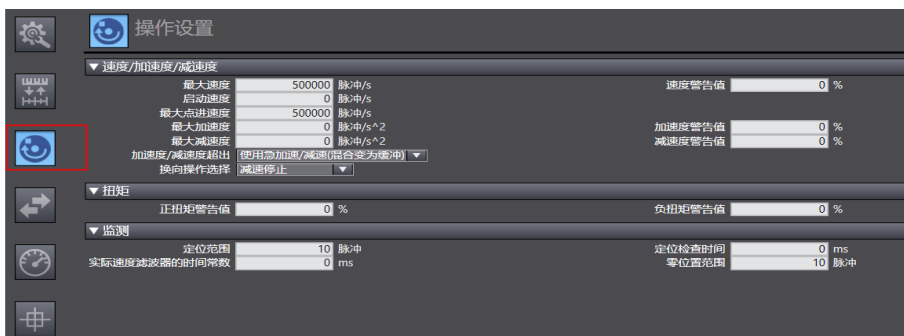 操作设置
▼ 速度/加速度/减速度
最大速度 500000 脉冲/s 速度警告值 0 %
启动速度 0 脉冲/s
最大点进速度 500000 脉冲/s
最大加速度 0 脉冲/s^2 加速度警告值 0 %
最大减速度 0 脉冲/s^2 减速度警告值 0 %
加速度/减速度超出 使用急加速/减速(混合变为缓冲) ▼
换向操作选择 减速停止 ▼
▼ 扭矩
正扭矩警告值 0 % 负扭矩警告值 0 %
▼ 监测
定位范围 10 脉冲 定位检查时间 0 ms
实际速度滤波器的时间常数 0 ms 零位置范围 10 脉冲